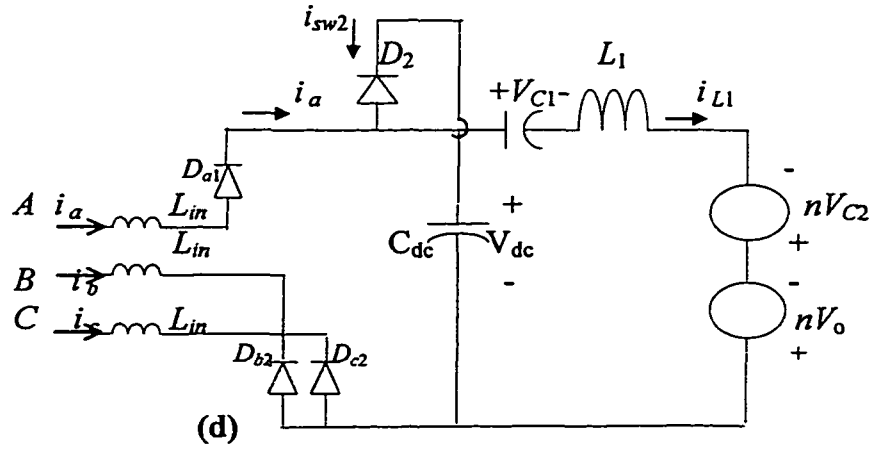 i_sw2
D_2
L_1
i_a
+V_C1-
i_L1
D_a1
-
A i_a L_in
nV_C2
L_in
+
C_dc V_dc
+
-
B i_b
-
C i_c L_in
nV_o
D_b2 D_c2
+
(d)